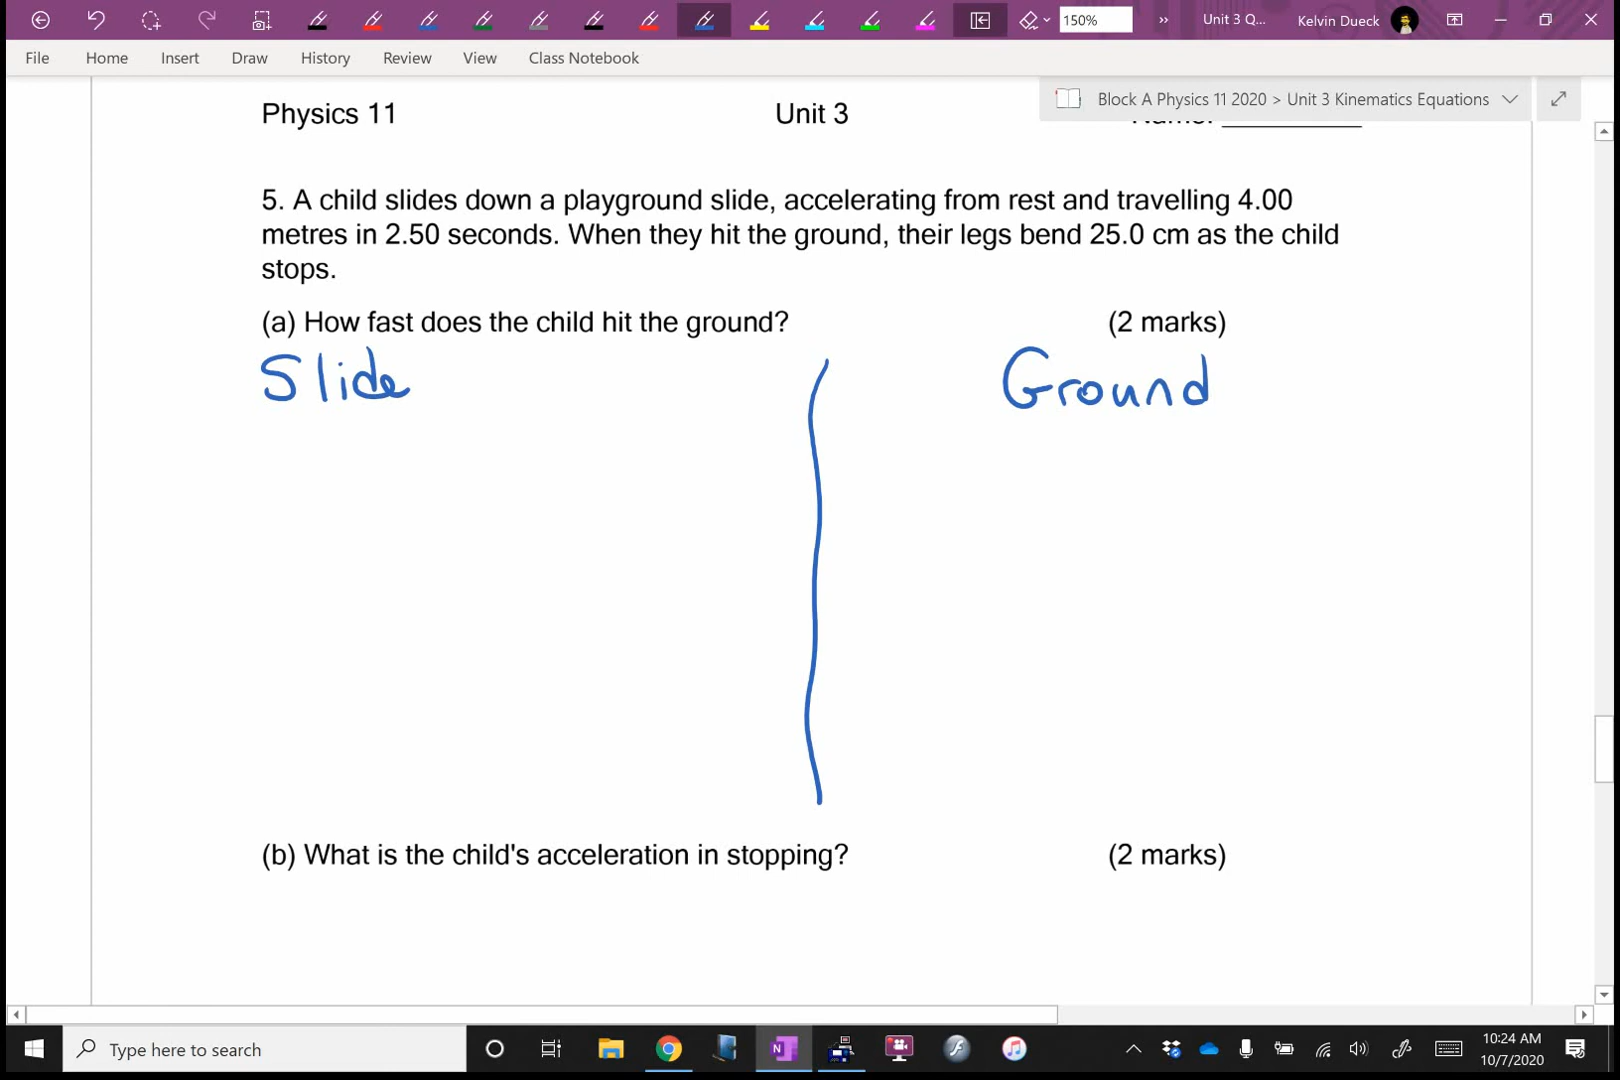 150%
Unit 3 Q...
Kelvin Dueck
File Home Insert Draw History Review View Class Notebook
Block A Physics 11 2020 > Unit 3 Kinematics Equations
Physics 11 Unit 3 Name: __________
5. A child slides down a playground slide, accelerating from rest and travelling 4.00
metres in 2.50 seconds. When they hit the ground, their legs bend 25.0 cm as the child
stops.
(a) How fast does the child hit the ground? (2 marks)
Slide Ground
(b) What is the child's acceleration in stopping? (2 marks)
Type here to search
10:24 AM
10/7/2020